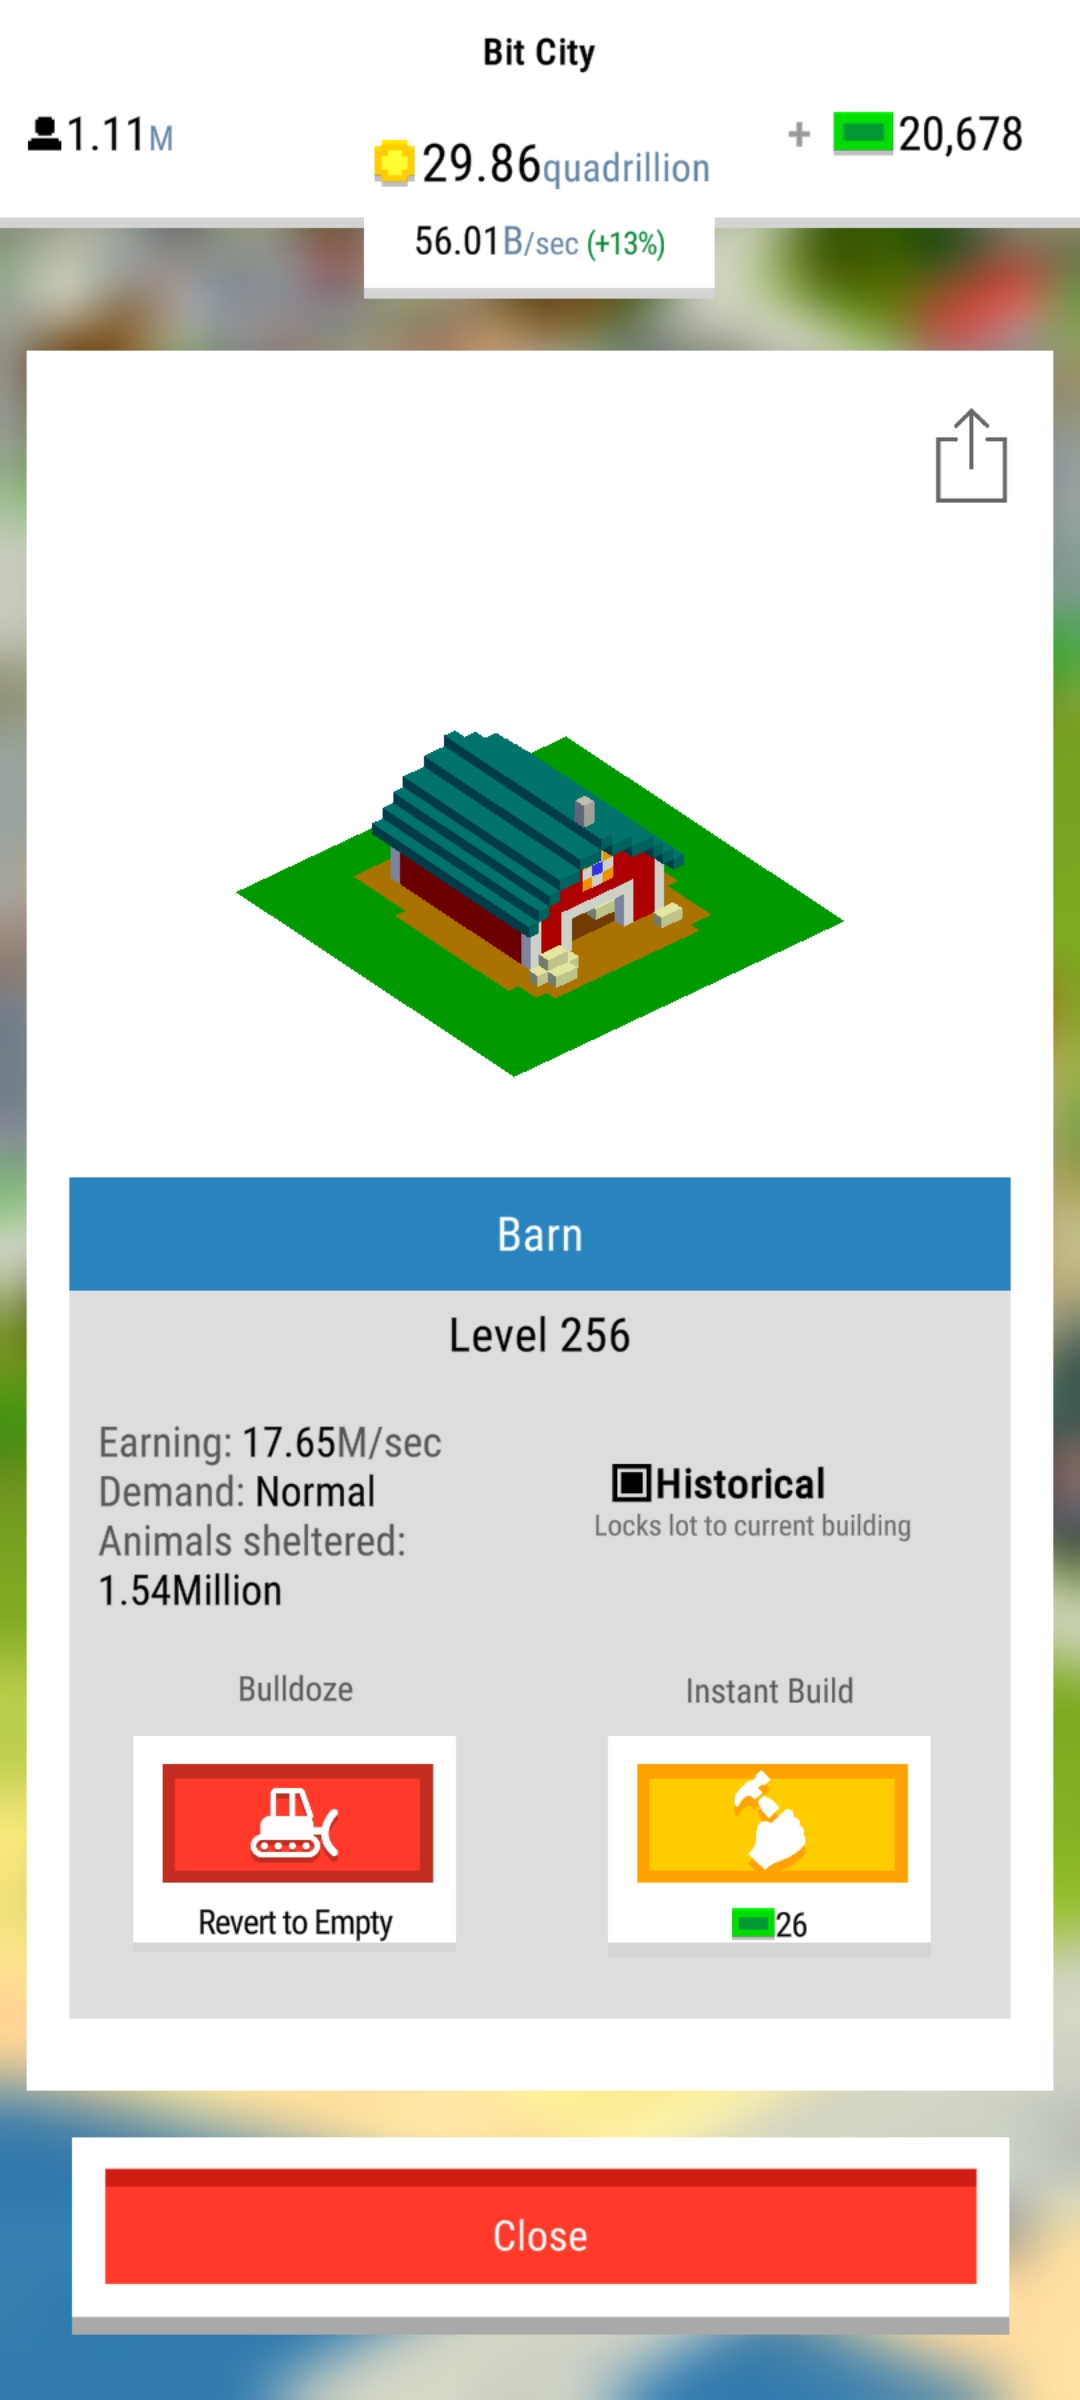 Bit City
1.11M
29.86quadrillion
+ 20,678
56.01B/sec (+13%)
Barn
Level 256
Earning: 17.65M/sec
Demand: Normal
Animals sheltered:
1.54Million
Historical
Locks lot to current building
Bulldoze
Revert to Empty
Instant Build
26
Close